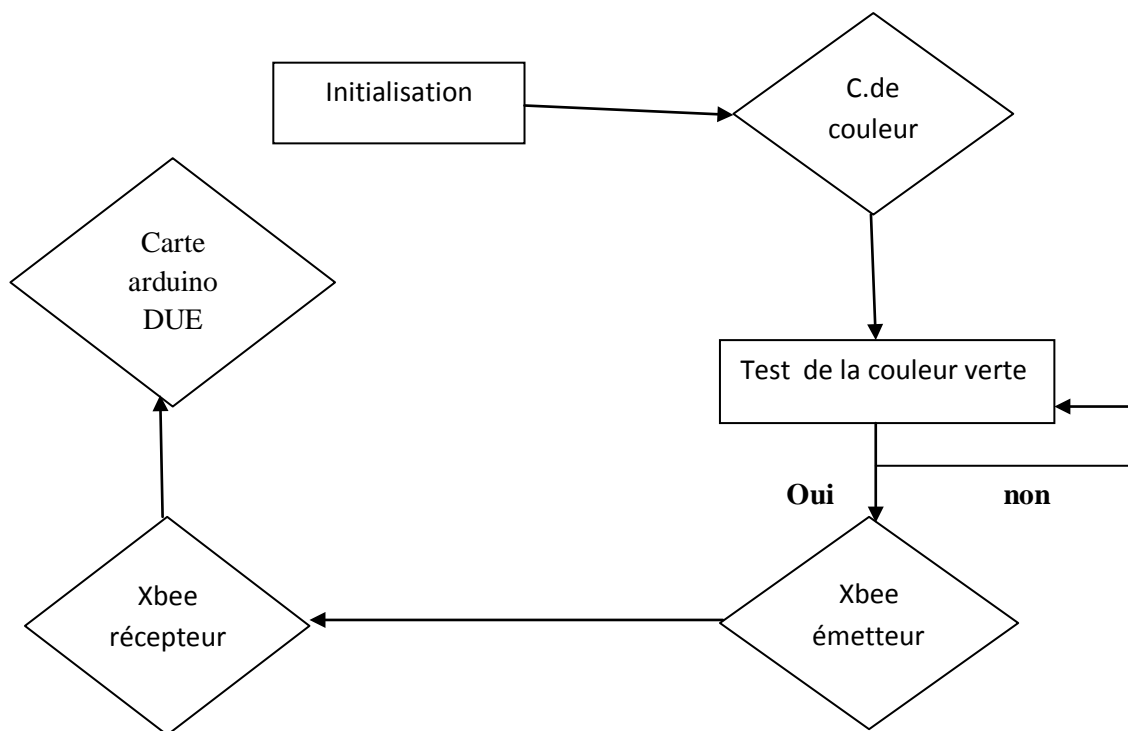 Initialisation
C.de
couleur
Carte
arduino
DUE
Test de la couleur verte
Oui
non
Xbee
récepteur
Xbee
émetteur